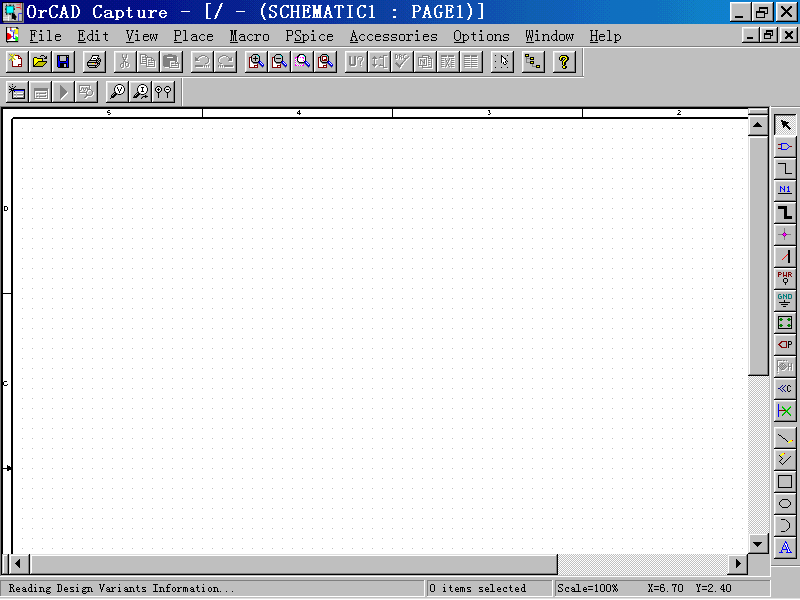 OrCAD Capture - [/ - (SCHEMATIC1 : PAGE1)]
File Edit View Place Macro PSpice Accessories Options Window Help
U? DRC ?
V I
5 4 3 2
D
C
N1
PWR
GND
P
H
C
A
Reading Design Variants Information... 0 items selected Scale=100% X=6.70 Y=2.40